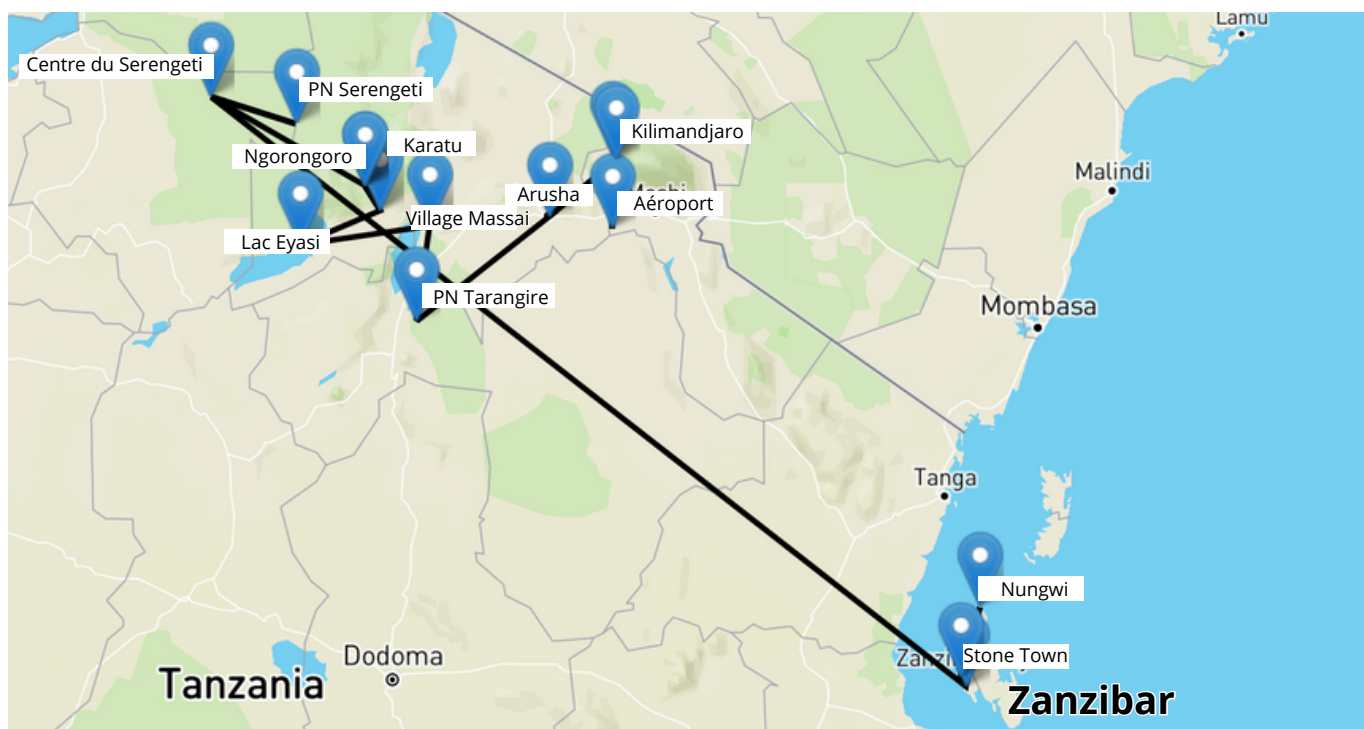 Lamu
Centre du Serengeti
PN Serengeti
Kilimandjaro
Karatu
Ngorongoro
Malindi
Arusha
Aéroport
Village Massai
Lac Eyasi
PN Tarangire
Mombasa
Tanga
Nungwi
Stone Town
Dodoma
Tanzania
Zanzibar